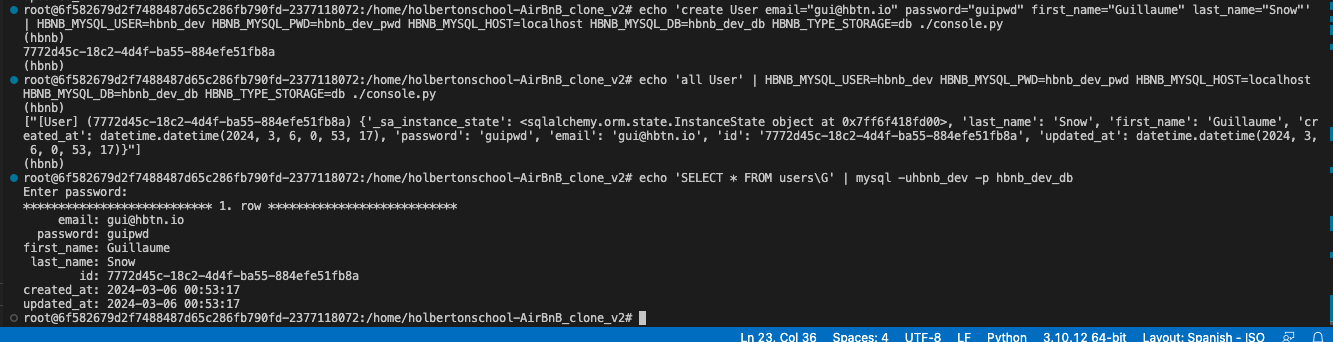 root@6f582679d2f7488487d65c286fb790fd-2377118072:/home/holbertonschool-AirBnB_clone_v2# echo 'create User email="gui@hbtn.io" password="guipwd" first_name="Guillaume" last_name="Snow"'
| HBNB_MYSQL_USER=hbnb_dev HBNB_MYSQL_PWD=hbnb_dev_pwd HBNB_MYSQL_HOST=localhost HBNB_MYSQL_DB=hbnb_dev_db HBNB_TYPE_STORAGE=db ./console.py
(hbnb)
7772d45c-18c2-4d4f-ba55-884efe51fb8a
(hbnb)
root@6f582679d2f7488487d65c286fb790fd-2377118072:/home/holbertonschool-AirBnB_clone_v2# echo 'all User' | HBNB_MYSQL_USER=hbnb_dev HBNB_MYSQL_PWD=hbnb_dev_pwd HBNB_MYSQL_HOST=localhost
HBNB_MYSQL_DB=hbnb_dev_db HBNB_TYPE_STORAGE=db ./console.py
(hbnb)
["[User] (7772d45c-18c2-4d4f-ba55-884efe51fb8a) {'_sa_instance_state': <sqlalchemy.orm.state.InstanceState object at 0x7ff6f418fd00>, 'last_name': 'Snow', 'first_name': 'Guillaume', 'cr
eated_at': datetime.datetime(2024, 3, 6, 0, 53, 17), 'password': 'guipwd', 'email': 'gui@hbtn.io', 'id': '7772d45c-18c2-4d4f-ba55-884efe51fb8a', 'updated_at': datetime.datetime(2024, 3,
6, 0, 53, 17)}"]
(hbnb)
root@6f582679d2f7488487d65c286fb790fd-2377118072:/home/holbertonschool-AirBnB_clone_v2# echo 'SELECT * FROM users\G' | mysql -uhbnb_dev -p hbnb_dev_db
Enter password:
*************************** 1. row ***************************
email: gui@hbtn.io
password: guipwd
first_name: Guillaume
last_name: Snow
id: 7772d45c-18c2-4d4f-ba55-884efe51fb8a
created_at: 2024-03-06 00:53:17
updated_at: 2024-03-06 00:53:17
root@6f582679d2f7488487d65c286fb790fd-2377118072:/home/holbertonschool-AirBnB_clone_v2#
Ln 23, Col 36 Spaces: 4 UTF-8 LF Python 3.10.12 64-bit Layout: Spanish - ISO